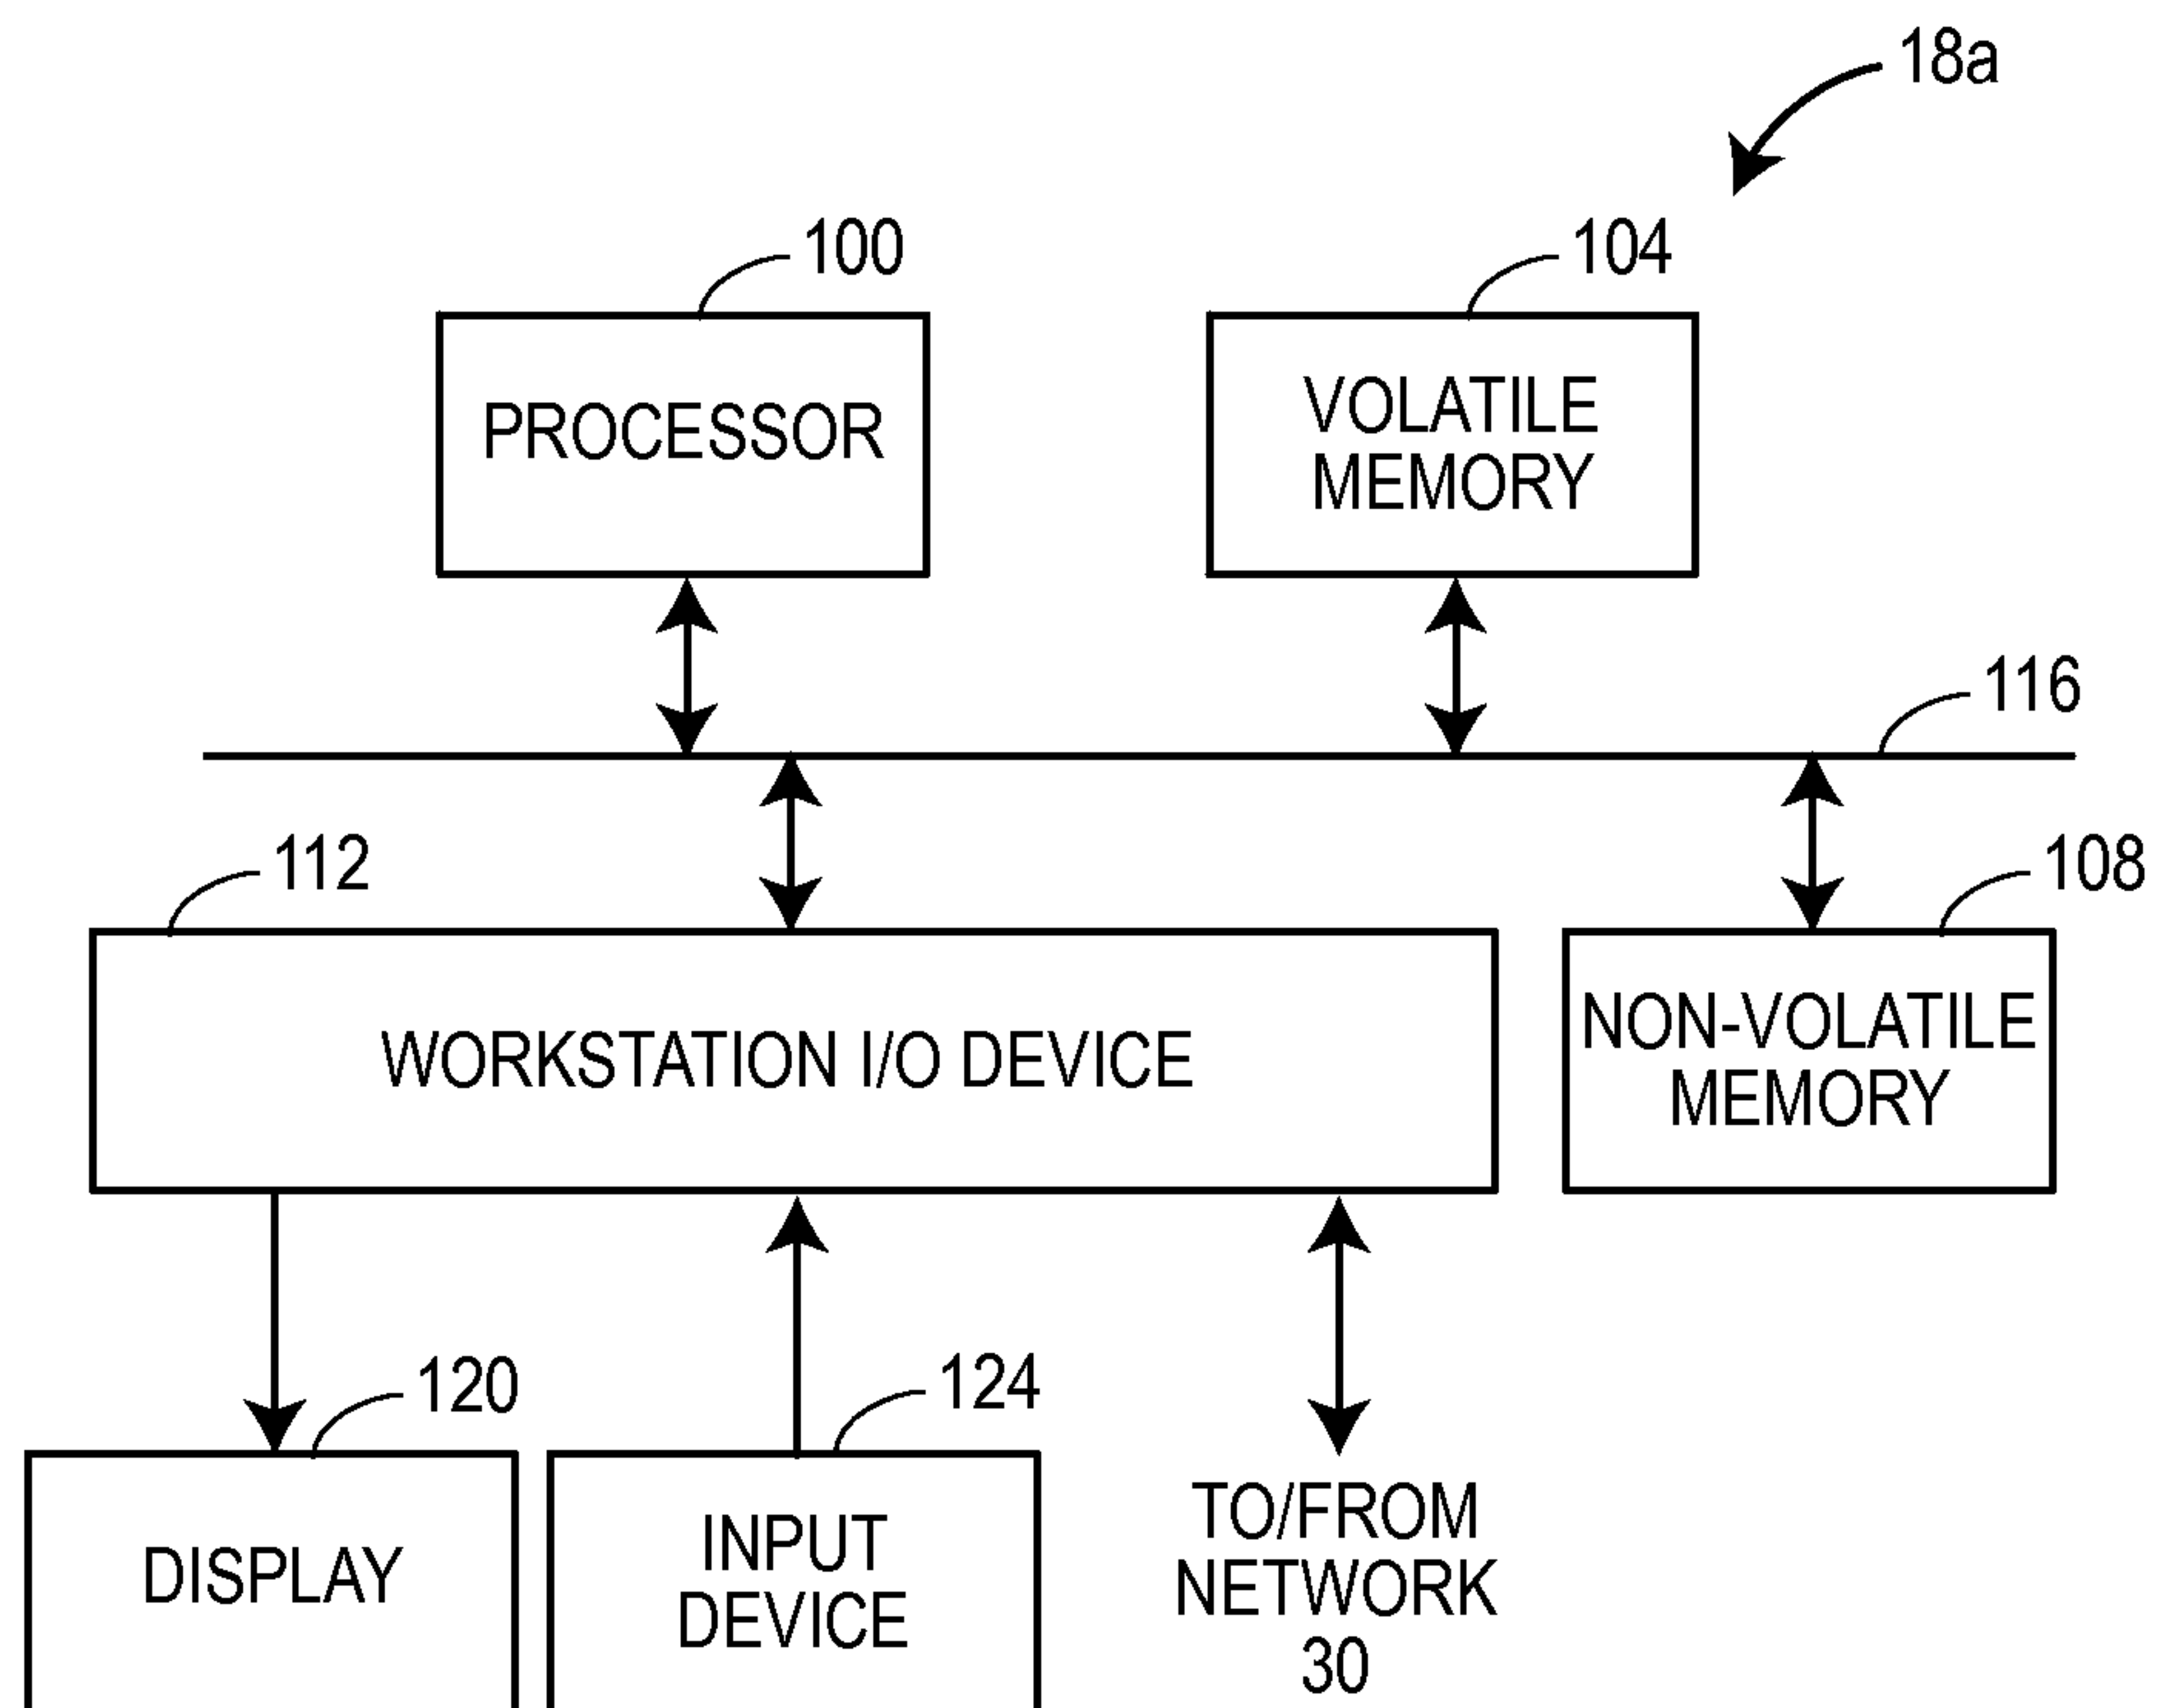 18a
100
104
PROCESSOR
VOLATILE
MEMORY
116
112
108
WORKSTATION I/O DEVICE
NON-VOLATILE
MEMORY
120
124
DISPLAY
INPUT
DEVICE
TO/FROM
NETWORK
30